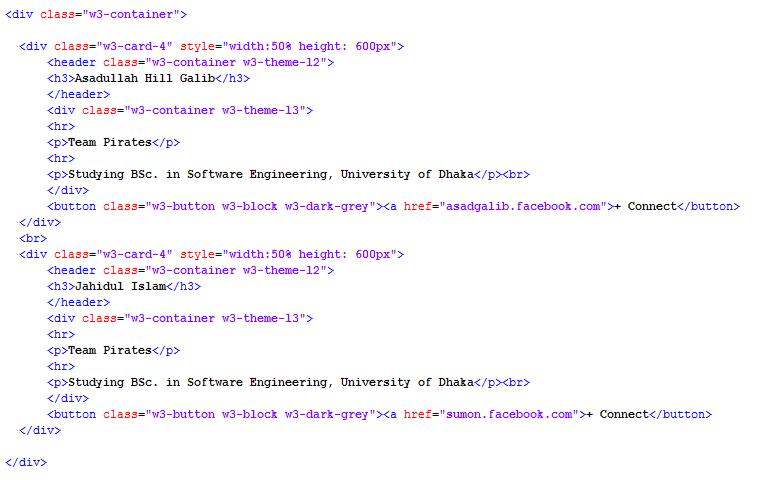 <div class="w3-container">
<div class="w3-card-4" style="width:50% height: 600px">
<header class="w3-container w3-theme-l2">
<h3>Asadullah Hill Galib</h3>
</header>
<div class="w3-container w3-theme-l3">
<hr>
<p>Team Pirates</p>
<hr>
<p>Studying BSc. in Software Engineering, University of Dhaka</p><br>
</div>
<button class="w3-button w3-block w3-dark-grey"><a href="asadgalib.facebook.com">+ Connect</button>
</div>
<br>
<div class="w3-card-4" style="width:50% height: 600px">
<header class="w3-container w3-theme-l2">
<h3>Jahidul Islam</h3>
</header>
<div class="w3-container w3-theme-l3">
<hr>
<p>Team Pirates</p>
<hr>
<p>Studying BSc. in Software Engineering, University of Dhaka</p><br>
</div>
<button class="w3-button w3-block w3-dark-grey"><a href="sumon.facebook.com">+ Connect</button>
</div>
</div>